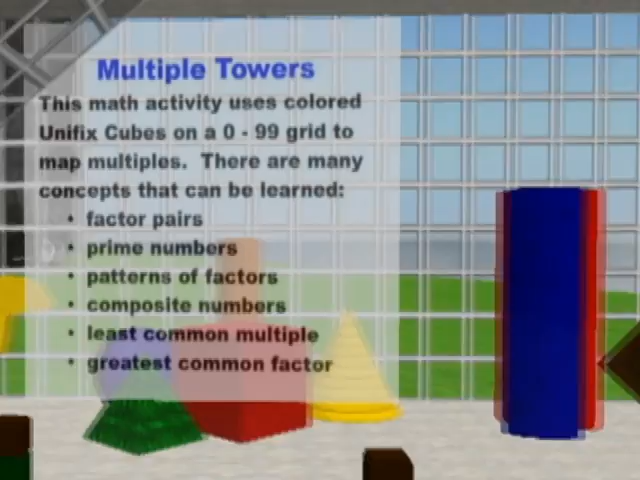 Multiple Towers
This math activity uses colored
Unifix Cubes on a 0 - 99 grid to
map multiples. There are many
concepts that can be learned:
• factor pairs
• prime numbers
• patterns of factors
• composite numbers
• least common multiple
• greatest common factor